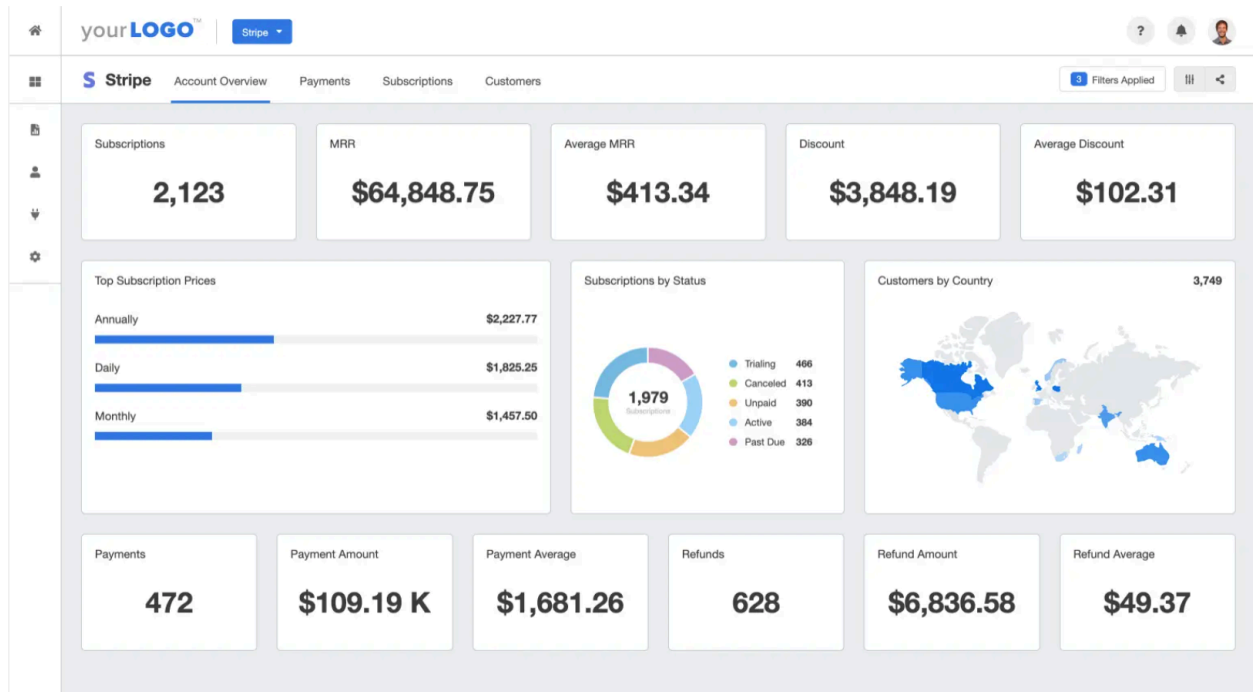 yourLOGO™
Stripe
?
Stripe
Account Overview
Payments
Subscriptions
Customers
3 Filters Applied
Subscriptions
2,123
MRR
$64,848.75
Average MRR
$413.34
Discount
$3,848.19
Average Discount
$102.31
Top Subscription Prices
Annually $2,227.77
Daily $1,825.25
Monthly $1,457.50
Subscriptions by Status
1,979
Subscriptions
Trialing 466
Canceled 413
Unpaid 390
Active 384
Past Due 326
Customers by Country 3,749
Payments
472
Payment Amount
$109.19 K
Payment Average
$1,681.26
Refunds
628
Refund Amount
$6,836.58
Refund Average
$49.37